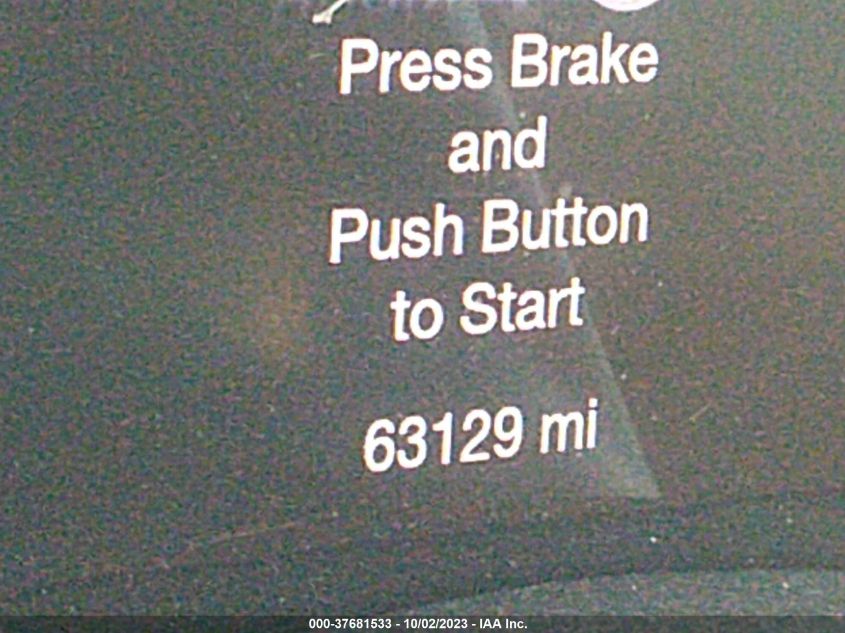 Press Brake
and
Push Button
to Start
63129 mi
000-37681533 - 10/02/2023 - IAA Inc.